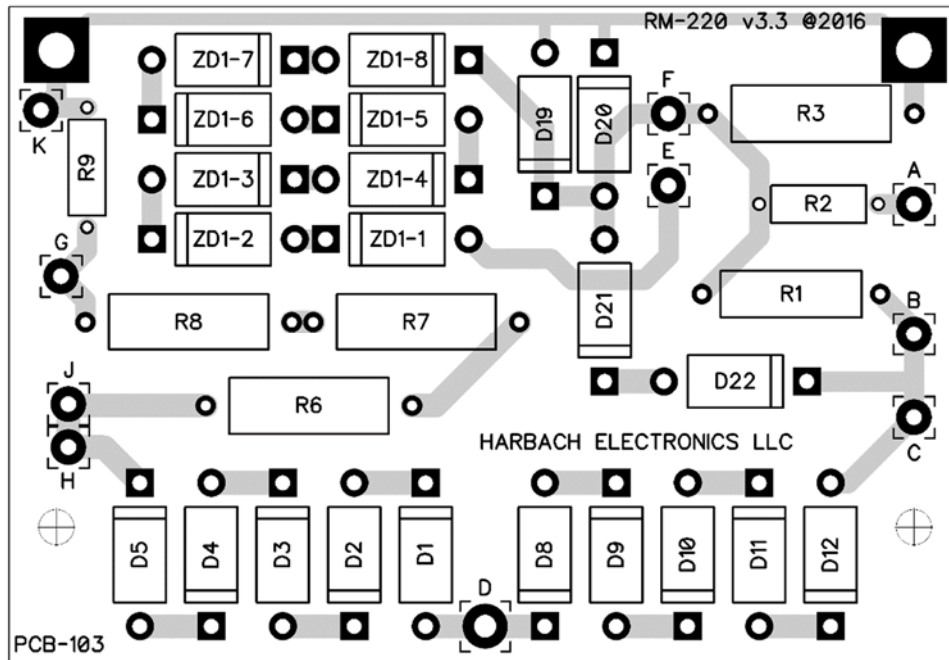 RM-220 v3.3 @2016
ZD1-7
ZD1-8
ZD1-6
ZD1-5
ZD1-3
ZD1-4
ZD1-2
ZD1-1
D19
D20
F
E
R3
A
R2
K
R9
G
R1
B
D21
R8
R7
J
R6
D22
C
H
HARBACH ELECTRONICS LLC
D5
D4
D3
D2
D1
D8
D9
D10
D11
D12
D
PCB-103